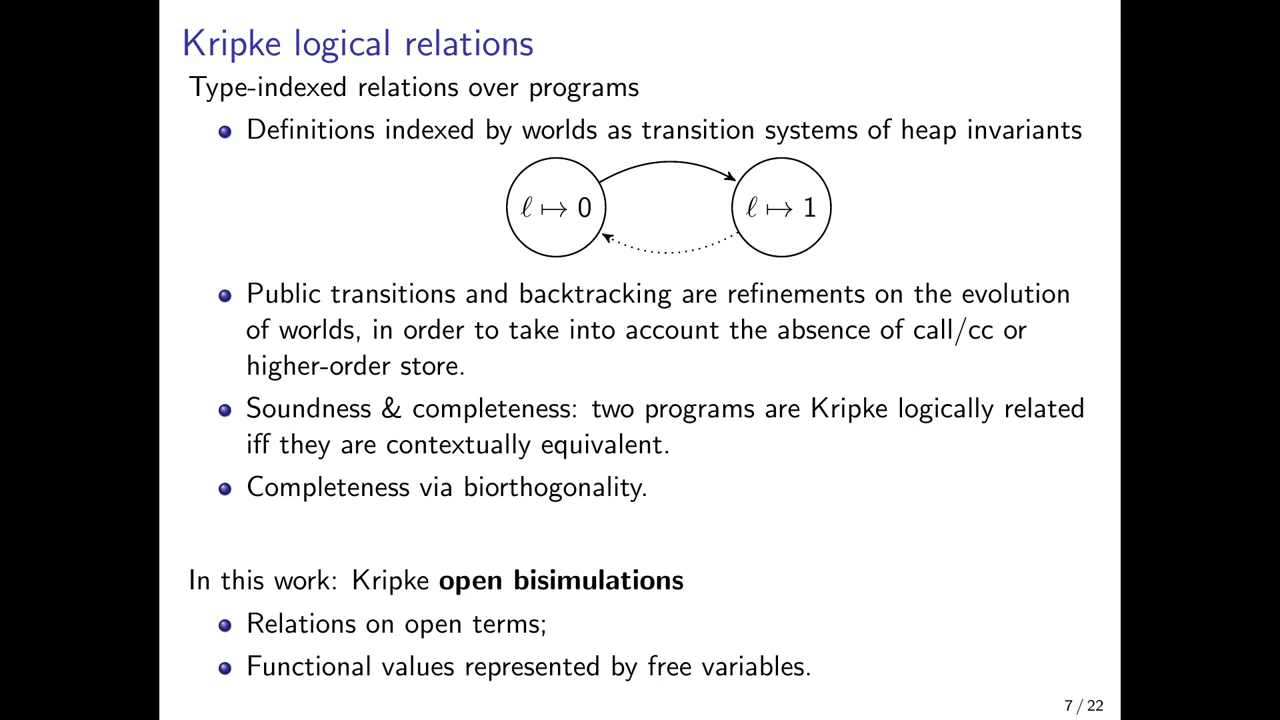 Kripke logical relations
Type-indexed relations over programs
Definitions indexed by worlds as transition systems of heap invariants
ℓ ↦ 0
ℓ ↦ 1
Public transitions and backtracking are refinements on the evolution
of worlds, in order to take into account the absence of call/cc or
higher-order store.
Soundness & completeness: two programs are Kripke logically related
iff they are contextually equivalent.
Completeness via biorthogonality.
In this work: Kripke open bisimulations
Relations on open terms;
Functional values represented by free variables.
7 / 22